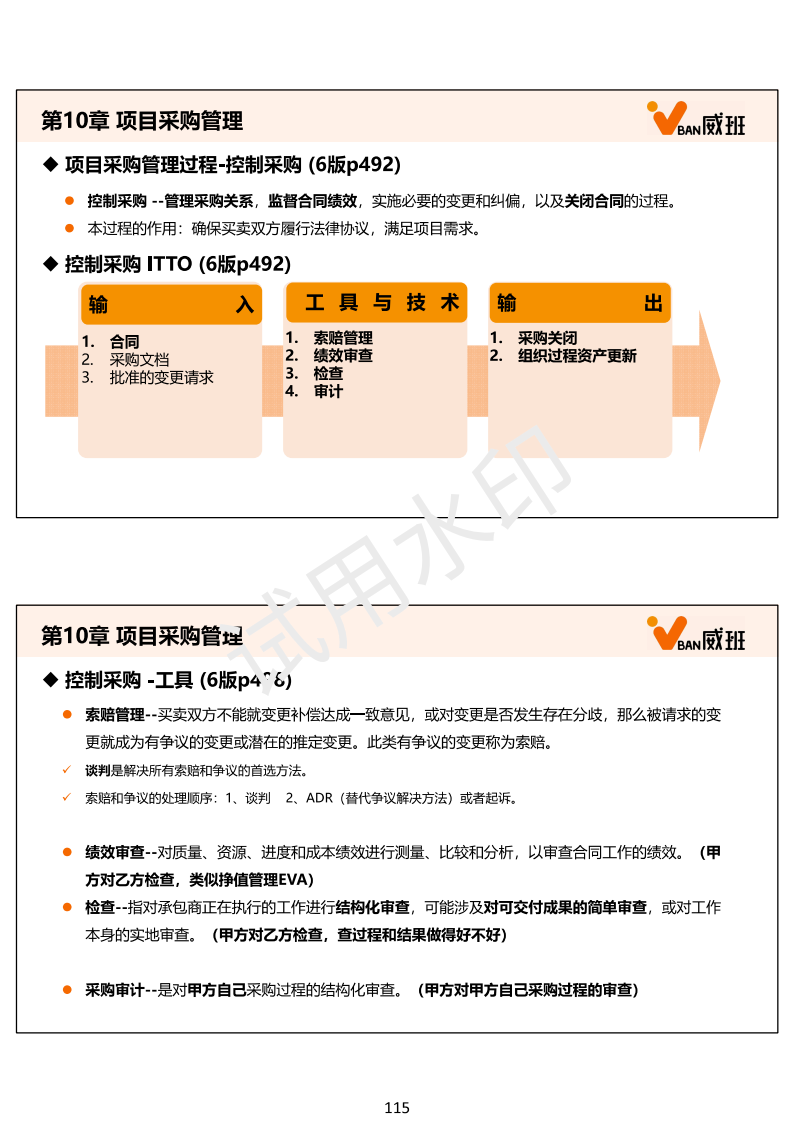 第10章 项目采购管理
BAN威班
◆ 项目采购管理过程-控制采购 (6版p492)
● 控制采购 --管理采购关系，监督合同绩效，实施必要的变更和纠偏，以及关闭合同的过程。
● 本过程的作用：确保买卖双方履行法律协议，满足项目需求。
◆ 控制采购 ITTO (6版p492)
输 入
1. 合同
2. 采购文档
3. 批准的变更请求
工 具 与 技 术
1. 索赔管理
2. 绩效审查
3. 检查
4. 审计
输 出
1. 采购关闭
2. 组织过程资产更新
试用水印
第10章 项目采购管理
BAN威班
◆ 控制采购 -工具 (6版p498)
● 索赔管理--买卖双方不能就变更补偿达成一致意见，或对变更是否发生存在分歧，那么被请求的变
更就成为有争议的变更或潜在的推定变更。此类有争议的变更称为索赔。
✓ 谈判是解决所有索赔和争议的首选方法。
✓ 索赔和争议的处理顺序：1、谈判 2、ADR（替代争议解决方法）或者起诉。
● 绩效审查--对质量、资源、进度和成本绩效进行测量、比较和分析，以审查合同工作的绩效。（甲
方对乙方检查，类似挣值管理EVA）
● 检查--指对承包商正在执行的工作进行结构化审查，可能涉及对可交付成果的简单审查，或对工作
本身的实地审查。（甲方对乙方检查，查过程和结果做得好不好）
● 采购审计--是对甲方自己采购过程的结构化审查。（甲方对甲方自己采购过程的审查）
115